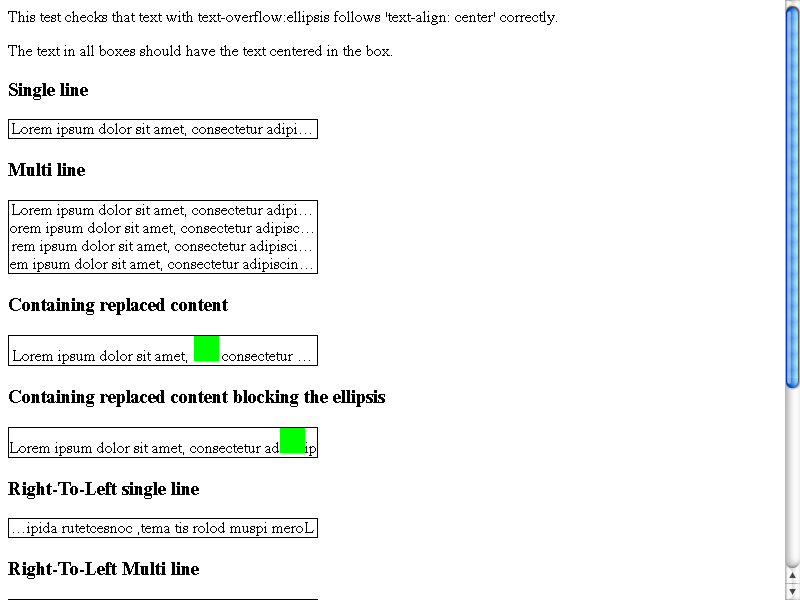 This test checks that text with text-overflow:ellipsis follows 'text-align: center' correctly.
The text in all boxes should have the text centered in the box.
Single line
Lorem ipsum dolor sit amet, consectetur adipi…
Multi line
Lorem ipsum dolor sit amet, consectetur adipi…
orem ipsum dolor sit amet, consectetur adipisc…
rem ipsum dolor sit amet, consectetur adipisci…
em ipsum dolor sit amet, consectetur adipiscin…
Containing replaced content
Lorem ipsum dolor sit amet, consectetur …
Containing replaced content blocking the ellipsis
Lorem ipsum dolor sit amet, consectetur ad ip
Right-To-Left single line
…ipida rutetcesnoc ,tema tis rolod muspi meroL
Right-To-Left Multi line